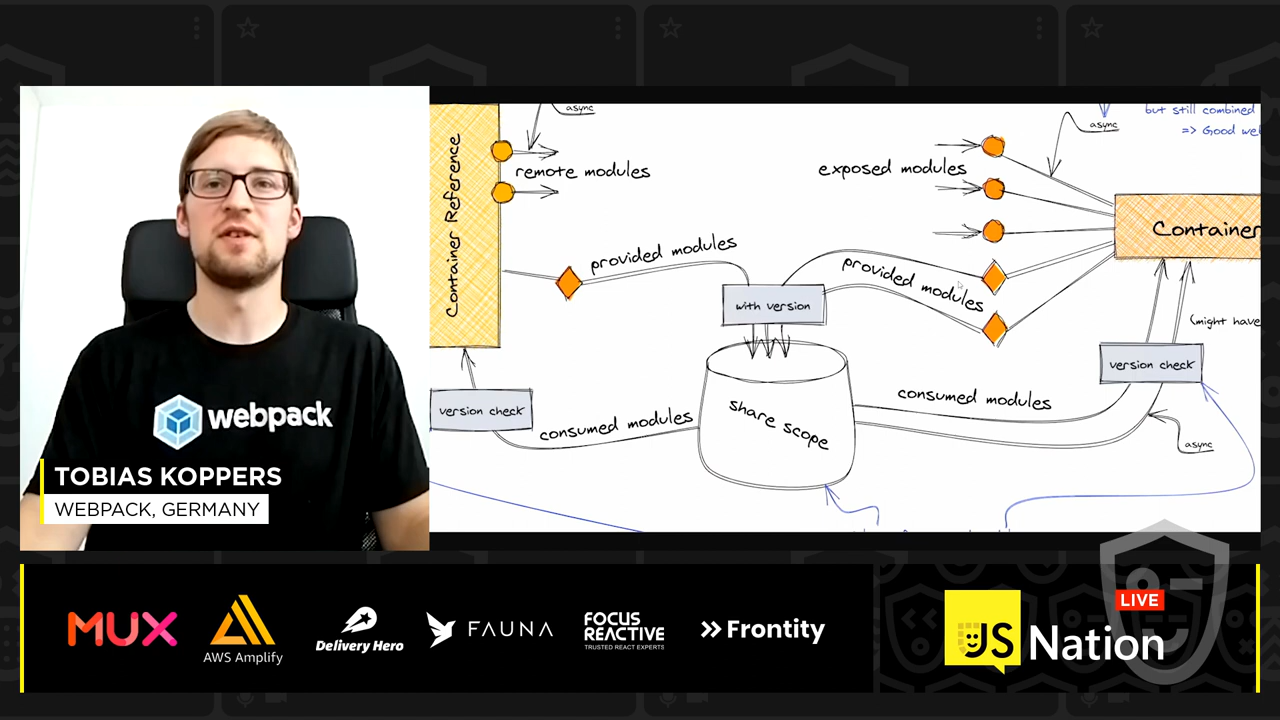 async
Container Reference
remote modules
provided modules
version check
consumed modules
with version
share scope
exposed modules
provided modules
consumed modules
but still combined
=> Good we
async
Container
(might have
version check
async
webpack
TOBIAS KOPPERS
WEBPACK, GERMANY
MUX
AWS Amplify
Delivery Hero
FAUNA
FOCUS
REACTIVE
TRUSTED REACT EXPERTS
Frontity
LIVE
JS Nation